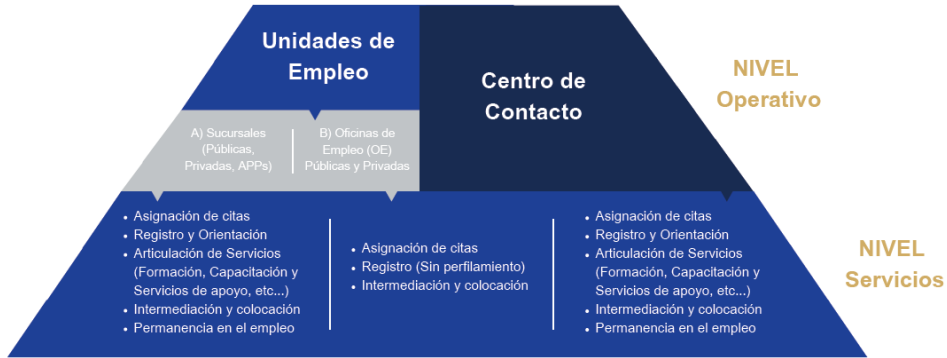 Unidades de
Empleo
Centro de
Contacto
NIVEL
Operativo
A) Sucursales
(Públicas,
Privadas, APPs)
B) Oficinas de
Empleo (OE)
Públicas y Privadas
• Asignación de citas
• Registro y Orientación
• Articulación de Servicios
(Formación, Capacitación y
Servicios de apoyo, etc...)
• Intermediación y colocación
• Permanencia en el empleo
• Asignación de citas
• Registro (Sin perfilamiento)
• Intermediación y colocación
• Asignación de citas
• Registro y Orientación
• Articulación de Servicios
(Formación, Capacitación y
Servicios de apoyo, etc...)
• Intermediación y colocación
• Permanencia en el empleo
NIVEL
Servicios